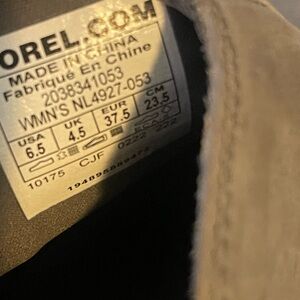 OREL.COM
MADE IN CHINA
Fabriqué En Chine
2038341053
WMN'S NL4927-053
USA UK EUR CM
6.5 4.5 37.5 23.5
10175 CJF 0222